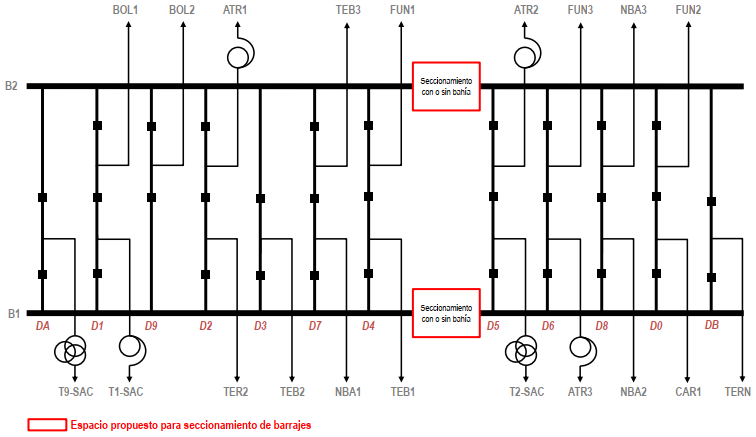 BOL1 BOL2 ATR1 TEB3 FUN1 ATR2 FUN3 NBA3 FUN2
B2
Seccionamiento
con o sin bahía
Seccionamiento
con o sin bahía
B1
DA D1 D9 D2 D3 D7 D4 D5 D6 D8 D0 DB
T9-SAC T1-SAC TER2 TEB2 NBA1 TEB1 T2-SAC ATR3 NBA2 CAR1 TERN
Espacio propuesto para seccionamiento de barrajes